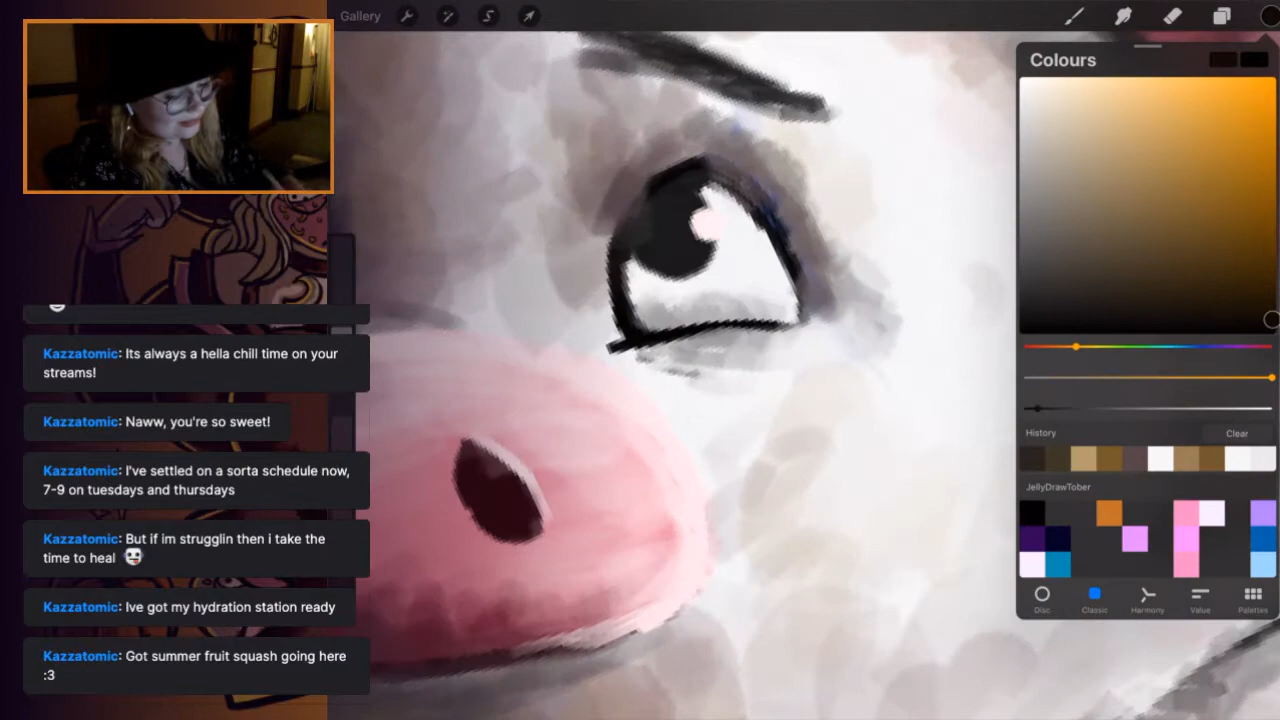 Gallery
Colours
Kazzatomic: Its always a hella chill time on your
streams!
Kazzatomic: Naww, you're so sweet!
Kazzatomic: I've settled on a sorta schedule now,
7-9 on tuesdays and thursdays
Kazzatomic: But if im strugglin then i take the
time to heal
Kazzatomic: Ive got my hydration station ready
Kazzatomic: Got summer fruit squash going here
:3
History
Clear
JellyDrawTober
Disc
Classic
Harmony
Value
Palettes